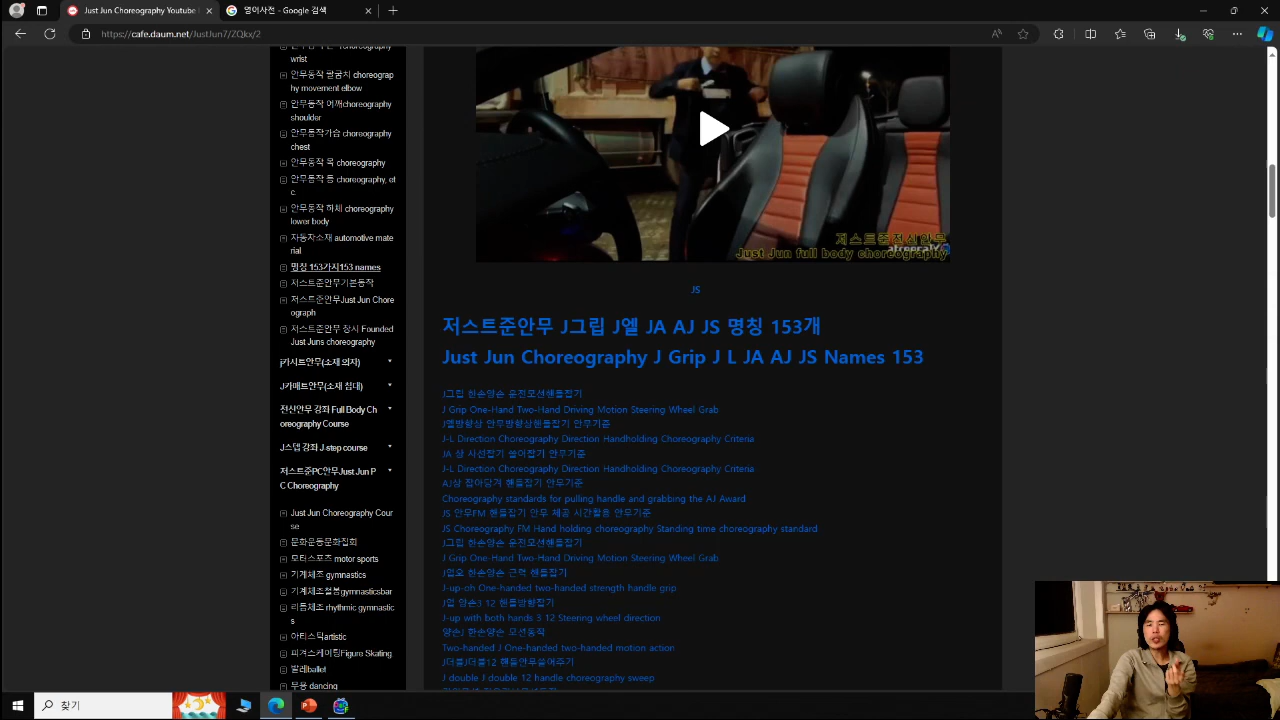 Just Jun Choreography Youtube
명이사전 - Google 검색
https://cafe.daum.net/JustJun7/ZQkx/2
wrist
안무동작 팔굽치 choreograp
hy movement elbow
안무동작 어깨choreography
shoulder
안무동작가슴 choreography
chest
안무동작 목 choreography
안무동작 등 choreography, et
c.
안무동작 하체 choreography
lower body
자동차소재 automotive mate
rial
명칭 153가지153 names
저스트준안무기본동작
저스트준안무Just Jun Chore
ograph
저스트준안무 창시 Founded
Just Juns choreography
j카시트안무(소재 의자)
J카매트안무(소재 침대)
전신안무 강좌 Full Body Ch
oreography Course
J스텝 강좌 J step course
저스트준PC안무Just Jun P
C Choreography
Just Jun Choreography Cour
se
문화운동문화집회
모터스포츠 motor sports
기계체조 gymnastics
기계체조철봉gymnasticsbar
리듬체조 rhythmic gymnastic
s
아티스틱artistic
피겨스케이팅Figure Skating
발레ballet
무용 dancing
저스트준전신안무
Just Jun full body choreography
afreecaTV
JS
저스트준안무 J그립 J엘 JA AJ JS 명칭 153개
Just Jun Choreography J Grip J L JA AJ JS Names 153
J그립 한손양손 운전모션핸들잡기
J Grip One-Hand Two-Hand Driving Motion Steering Wheel Grab
J엘방향상 안무방향상핸들잡기 안무기준
J-L Direction Choreography Direction Handholding Choreography Criteria
JA 상 사선잡기 쓸어잡기 안무기준
J-L Direction Choreography Direction Handholding Choreography Criteria
AJ상 잡아당겨 핸들잡기 안무기준
Choreography standards for pulling handle and grabbing the AJ Award
JS 안무FM 핸들잡기 안무 체공 시간활용 안무기준
JS Choreography FM Hand holding choreography Standing time choreography standard
J그립 한손양손 운전모션핸들잡기
J Grip One-Hand Two-Hand Driving Motion Steering Wheel Grab
J업오 한손양손 근력 핸들잡기
J-up-oh One-handed two-handed strength handle grip
J업 양손3 12 핸들방향잡기
J-up with both hands 3 12 Steering wheel direction
양손J 한손양손 모션동작
Two-handed J One-handed two-handed motion action
J더블J더블12 핸들안무쓸어주기
J double J double 12 handle choreography sweep
찾기